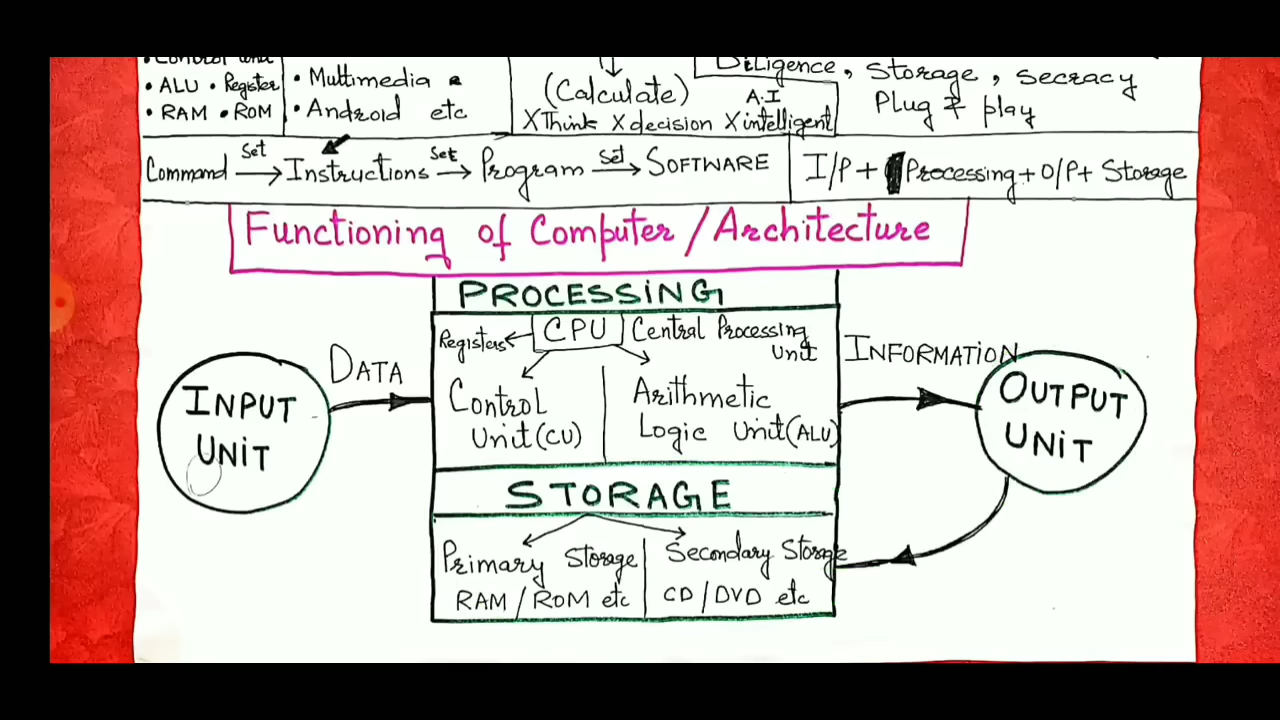 • Control unit
• ALU • Register
• RAM • ROM
• Multimedia
• Android etc
(Calculate)
A.I
X Think X decision X intelligent
Diligence, Storage, secracy
Plug & play
Command Set → Instructions Set → Program Set → SOFTWARE
I/P + Processing + O/P + Storage
Functioning of Computer / Architecture
PROCESSING
Registers ← CPU Central Processing
Unit
INPUT
UNIT
DATA
Control
Unit (CU)
Arithmetic
Logic Unit (ALU)
INFORMATION
OUTPUT
UNIT
STORAGE
Primary Storage
RAM / ROM etc
Secondary Storage
CD / DVD etc